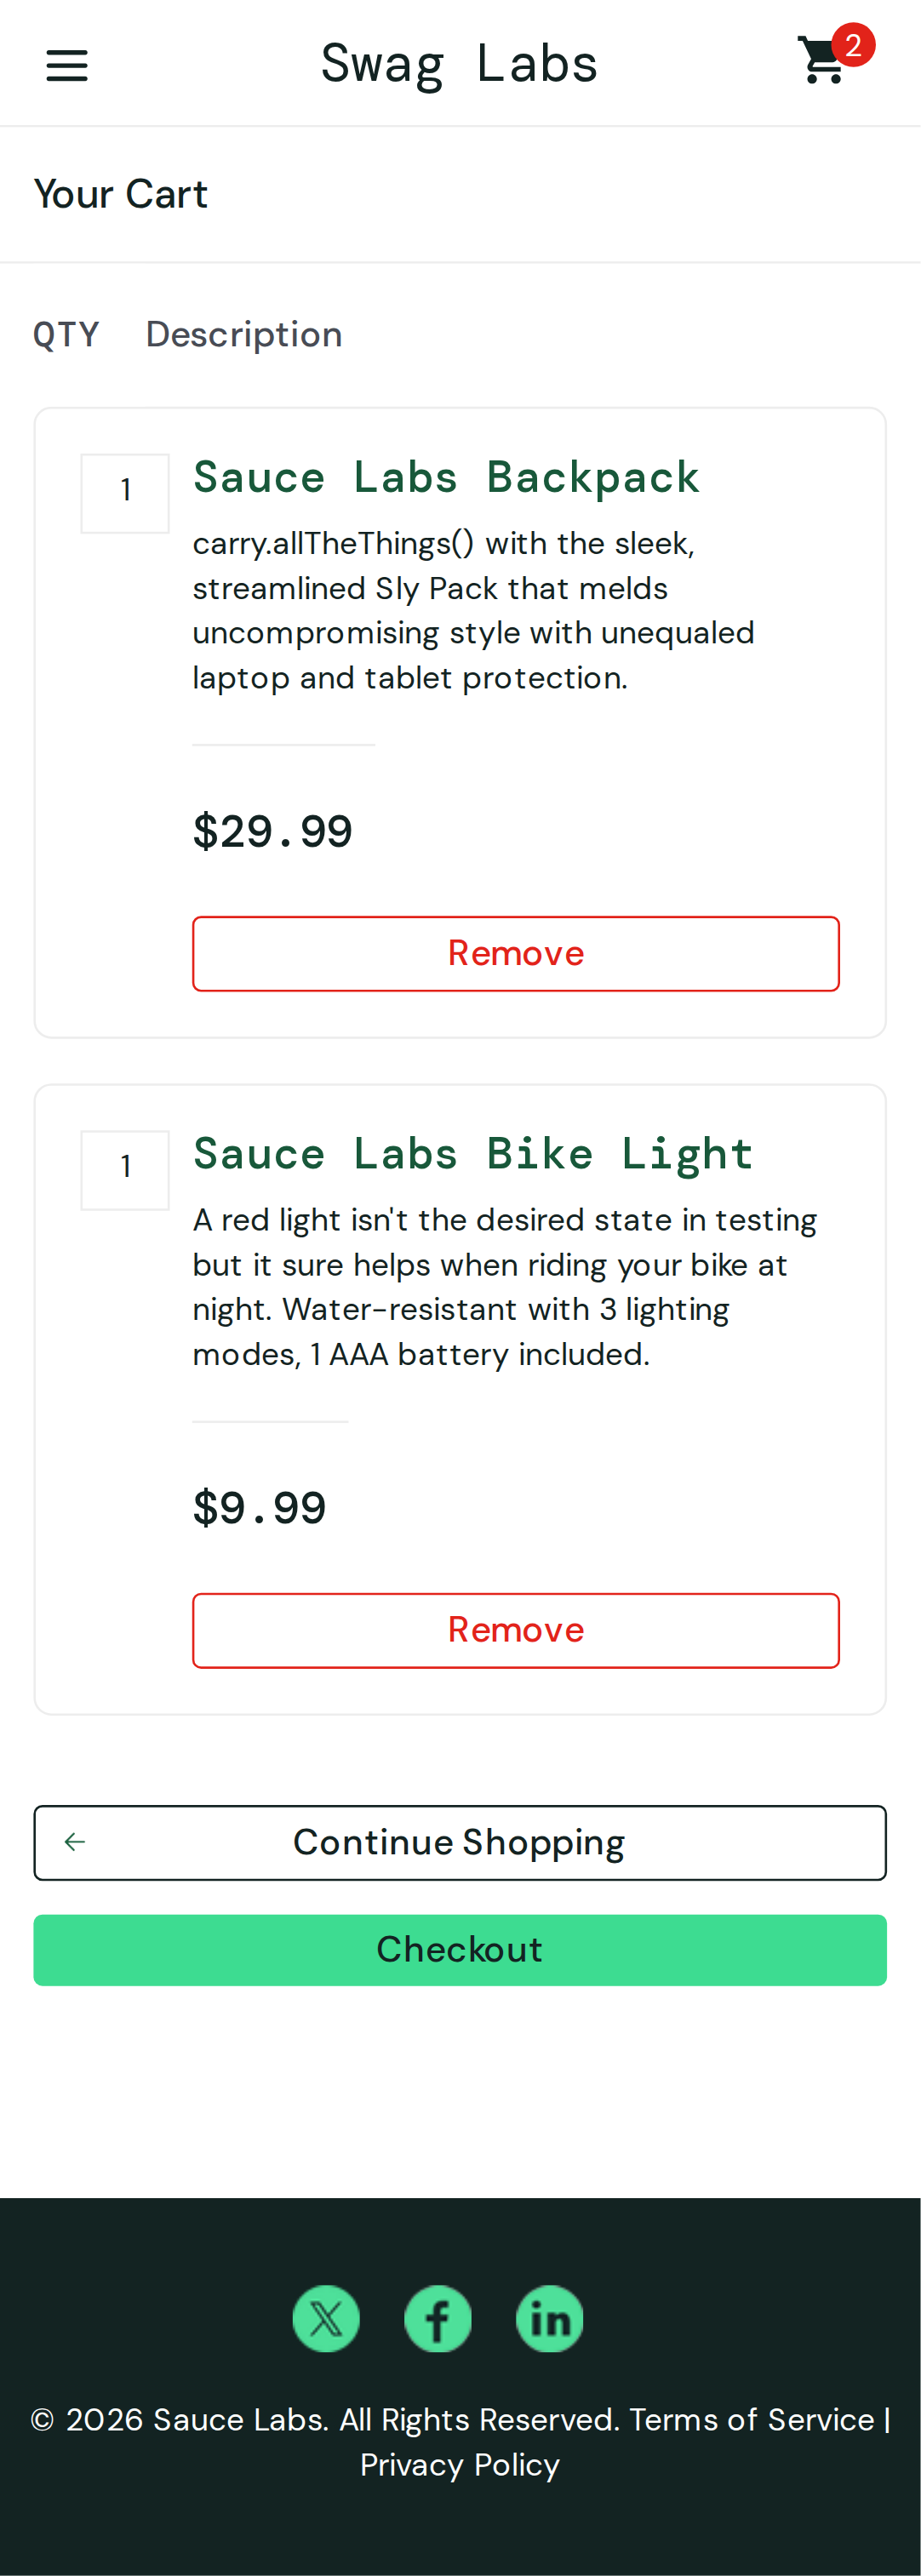 Swag Labs
2
Your Cart
QTY Description
1
Sauce Labs Backpack
carry.allTheThings() with the sleek,
streamlined Sly Pack that melds
uncompromising style with unequaled
laptop and tablet protection.
$29.99
Remove
1
Sauce Labs Bike Light
A red light isn't the desired state in testing
but it sure helps when riding your bike at
night. Water-resistant with 3 lighting
modes, 1 AAA battery included.
$9.99
Remove
Continue Shopping
Checkout
© 2026 Sauce Labs. All Rights Reserved. Terms of Service |
Privacy Policy